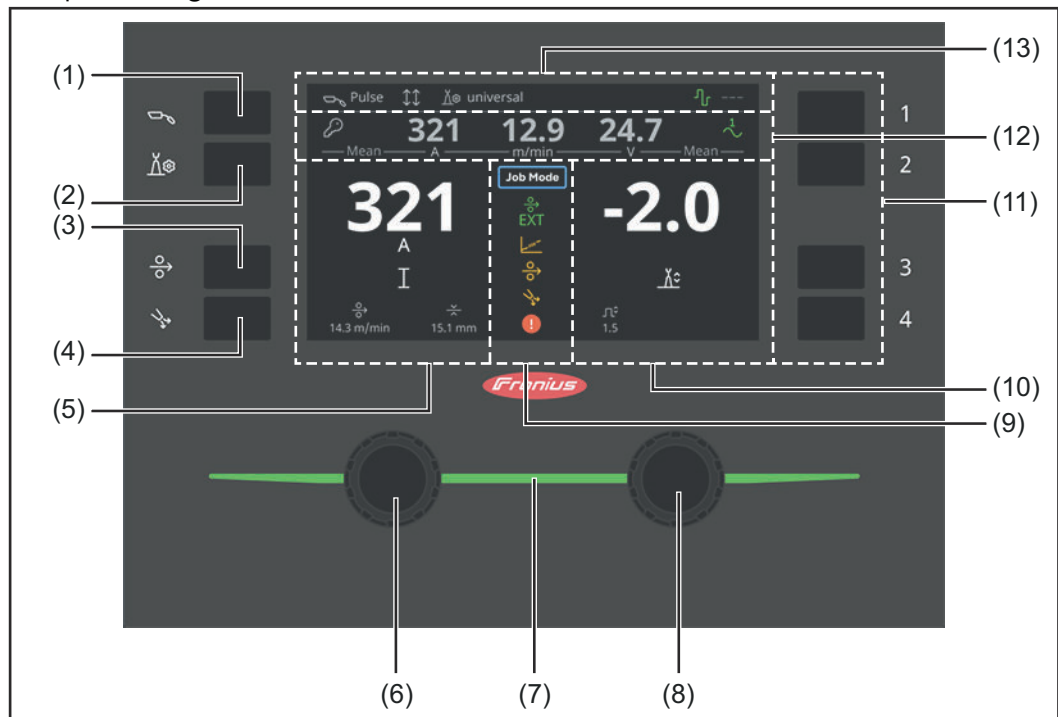 (13)
(1)
Pulse universal ---
1
321 12.9 24.7
(12)
Mean A m/min V Mean
2
(2)
Job Mode
(11)
(3)
321 -2.0
EXT
A
3
I
14.3 m/min 15.1 mm 1.5
4
(4)
(5)
Fronius
(10)
(9)
(6) (7) (8)